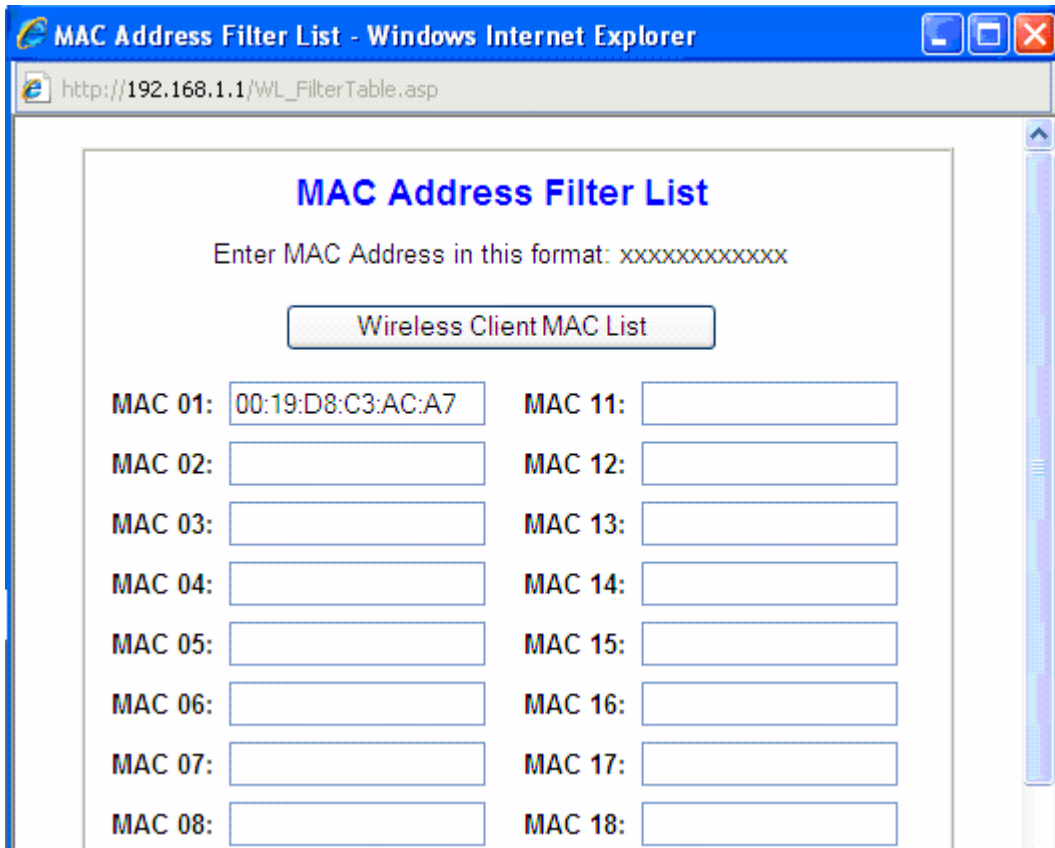 MAC Address Filter List - Windows Internet Explorer
http://192.168.1.1/WL_FilterTable.asp
MAC Address Filter List
Enter MAC Address in this format: xxxxxxxxxxxx
Wireless Client MAC List
MAC 01: 00:19:D8:C3:AC:A7 MAC 11:
MAC 02: MAC 12:
MAC 03: MAC 13:
MAC 04: MAC 14:
MAC 05: MAC 15:
MAC 06: MAC 16:
MAC 07: MAC 17:
MAC 08: MAC 18: